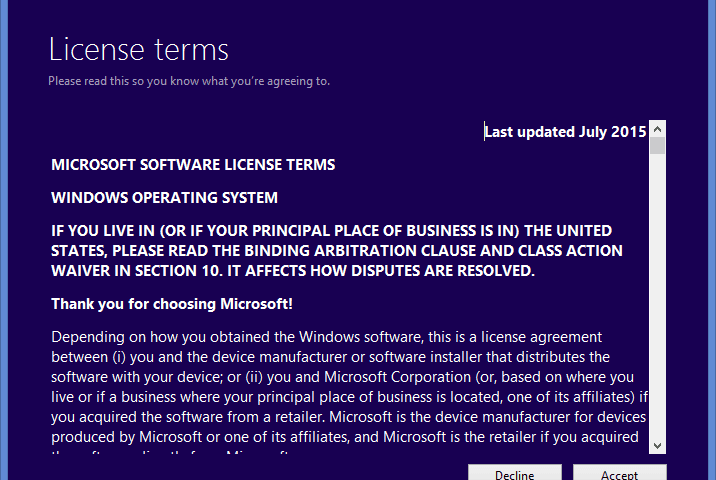 License terms
Please read this so you know what you're agreeing to.
Last updated July 2015
MICROSOFT SOFTWARE LICENSE TERMS
WINDOWS OPERATING SYSTEM
IF YOU LIVE IN (OR IF YOUR PRINCIPAL PLACE OF BUSINESS IS IN) THE UNITED
STATES, PLEASE READ THE BINDING ARBITRATION CLAUSE AND CLASS ACTION
WAIVER IN SECTION 10. IT AFFECTS HOW DISPUTES ARE RESOLVED.
Thank you for choosing Microsoft!
Depending on how you obtained the Windows software, this is a license agreement
between (i) you and the device manufacturer or software installer that distributes the
software with your device; or (ii) you and Microsoft Corporation (or, based on where you
live or if a business where your principal place of business is located, one of its affiliates) if
you acquired the software from a retailer. Microsoft is the device manufacturer for devices
produced by Microsoft or one of its affiliates, and Microsoft is the retailer if you acquired
Decline Accept